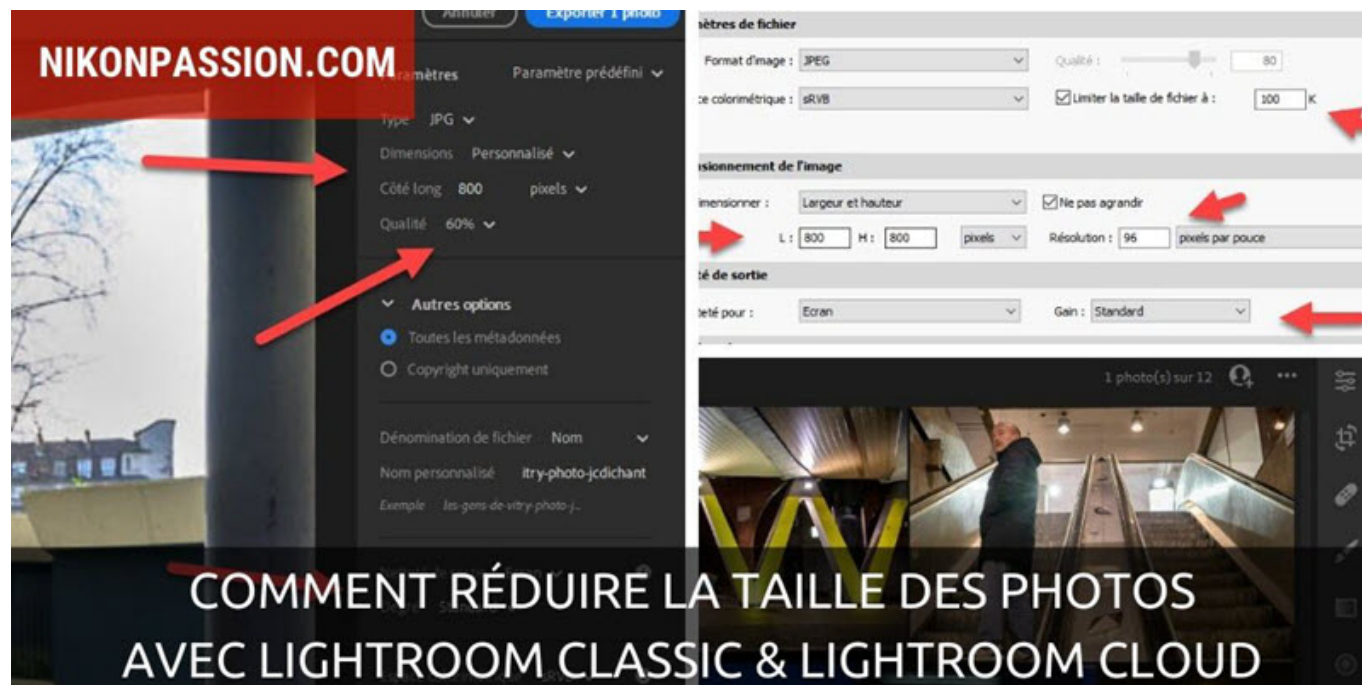 NIKONPASSION.COM
Annuler Exporter 1 photo
Paramètres Paramètre prédéfini
Type JPG
Dimensions Personnalisé
Côté long 800 pixels
Qualité 60%
Autres options
Toutes les métadonnées
Copyright uniquement
Dénomination de fichier Nom
Nom personnalisé itry-photo-jcdichant
Exemple les-gens-de-vitry-photo-j...
nètres de fichier
Format d'image : JPEG Qualité : 80
ce colorimétrique : sRVB Limiter la taille de fichier à : 100 K
nsionnement de l'image
imensionner : Largeur et hauteur Ne pas agrandir
L : 800 H : 800 pixels Résolution : 96 pixels par pouce
té de sortie
teté pour : Ecran Gain : Standard
1 photo(s) sur 12
COMMENT RÉDUIRE LA TAILLE DES PHOTOS
AVEC LIGHTROOM CLASSIC & LIGHTROOM CLOUD